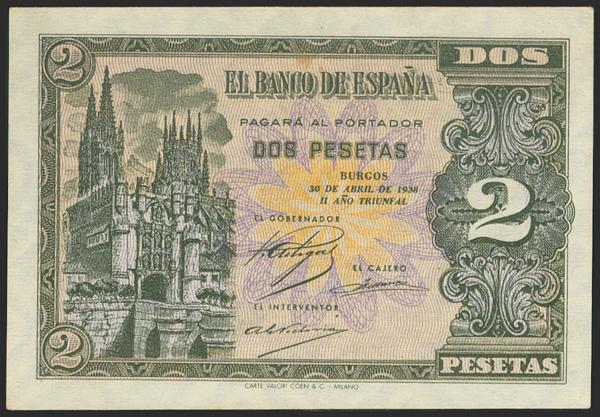 2
DOS
EL BANCO DE ESPAÑA
PAGARÁ AL PORTADOR
DOS PESETAS
BURGOS
30 DE ABRIL DE 1938
II AÑO TRIUNFAL
EL GOBERNADOR
2
EL CAJERO
EL INTERVENTOR
2
PESETAS
CARTE VALORI COEN & C. - MILANO